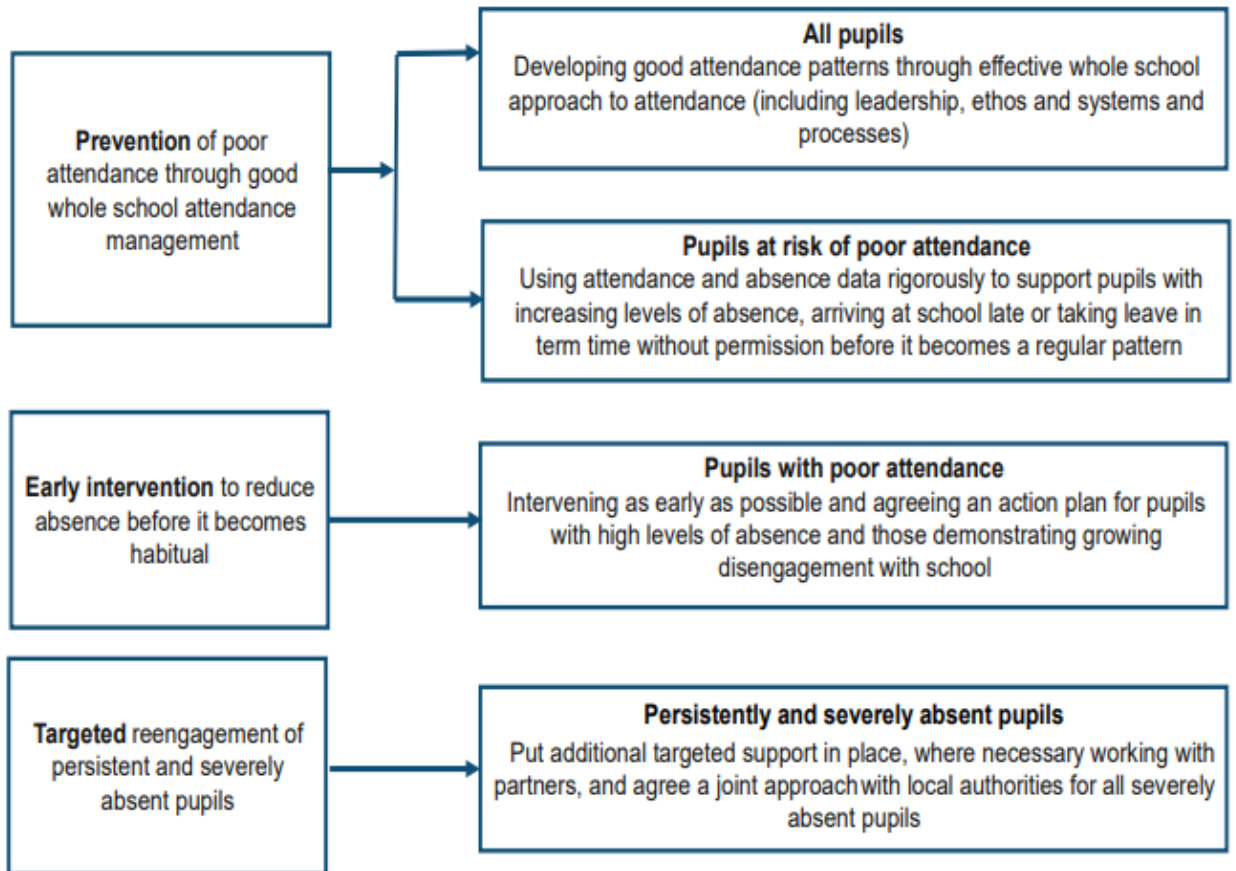 Prevention of poor
attendance through good
whole school attendance
management
All pupils
Developing good attendance patterns through effective whole school
approach to attendance (including leadership, ethos and systems and
processes)
Pupils at risk of poor attendance
Using attendance and absence data rigorously to support pupils with
increasing levels of absence, arriving at school late or taking leave in
term time without permission before it becomes a regular pattern
Early intervention to reduce
absence before it becomes
habitual
Pupils with poor attendance
Intervening as early as possible and agreeing an action plan for pupils
with high levels of absence and those demonstrating growing
disengagement with school
Targeted reengagement of
persistent and severely
absent pupils
Persistently and severely absent pupils
Put additional targeted support in place, where necessary working with
partners, and agree a joint approach with local authorities for all severely
absent pupils